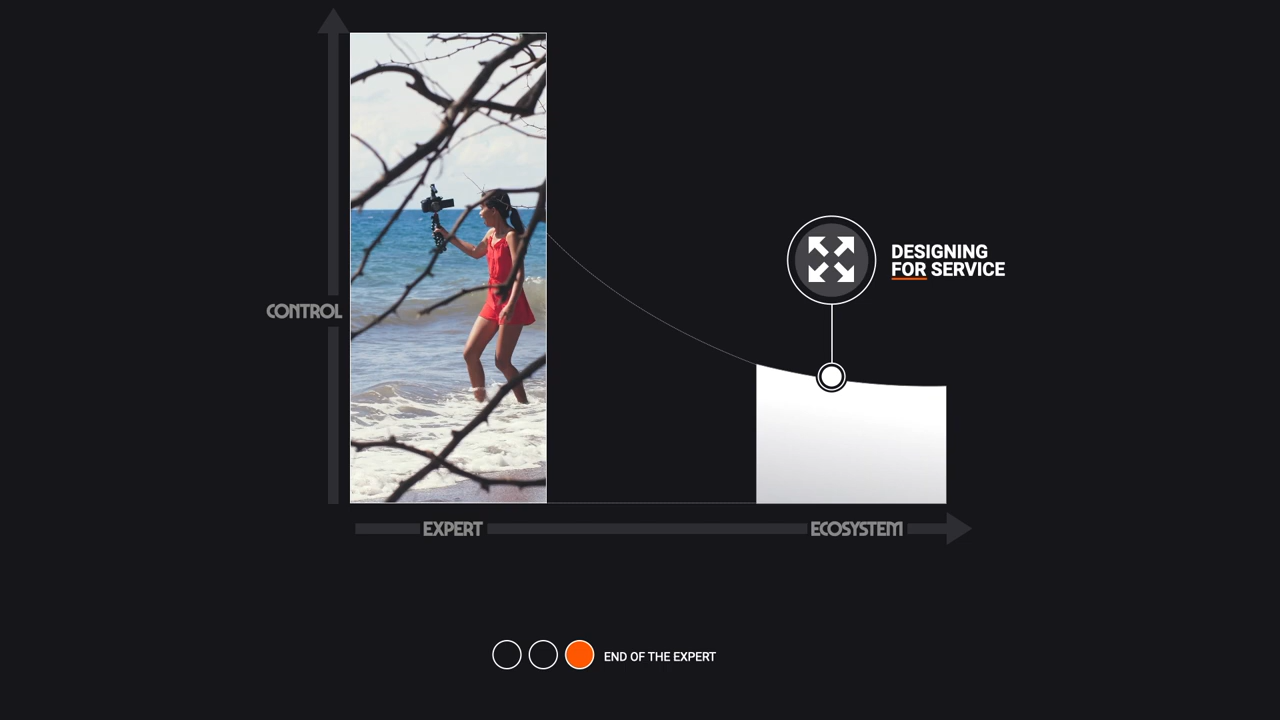 DESIGNING
FOR SERVICE
CONTROL
EXPERT
ECOSYSTEM
END OF THE EXPERT